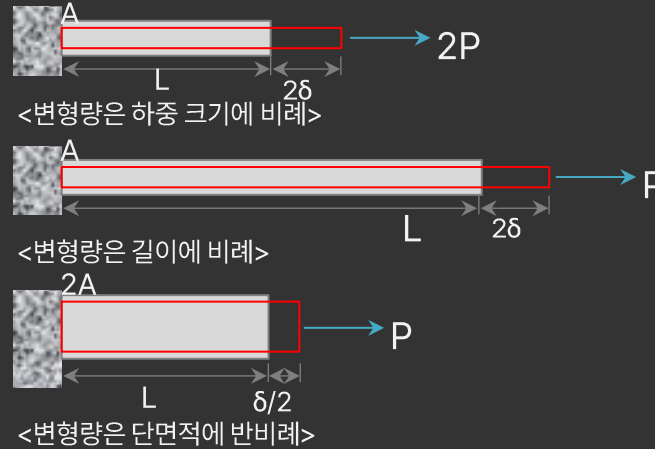 A
2P
L
2δ
<변형량은 하중 크기에 비례>
A
P
L
2δ
<변형량은 길이에 비례>
2A
P
L
δ/2
<변형량은 단면적에 반비례>